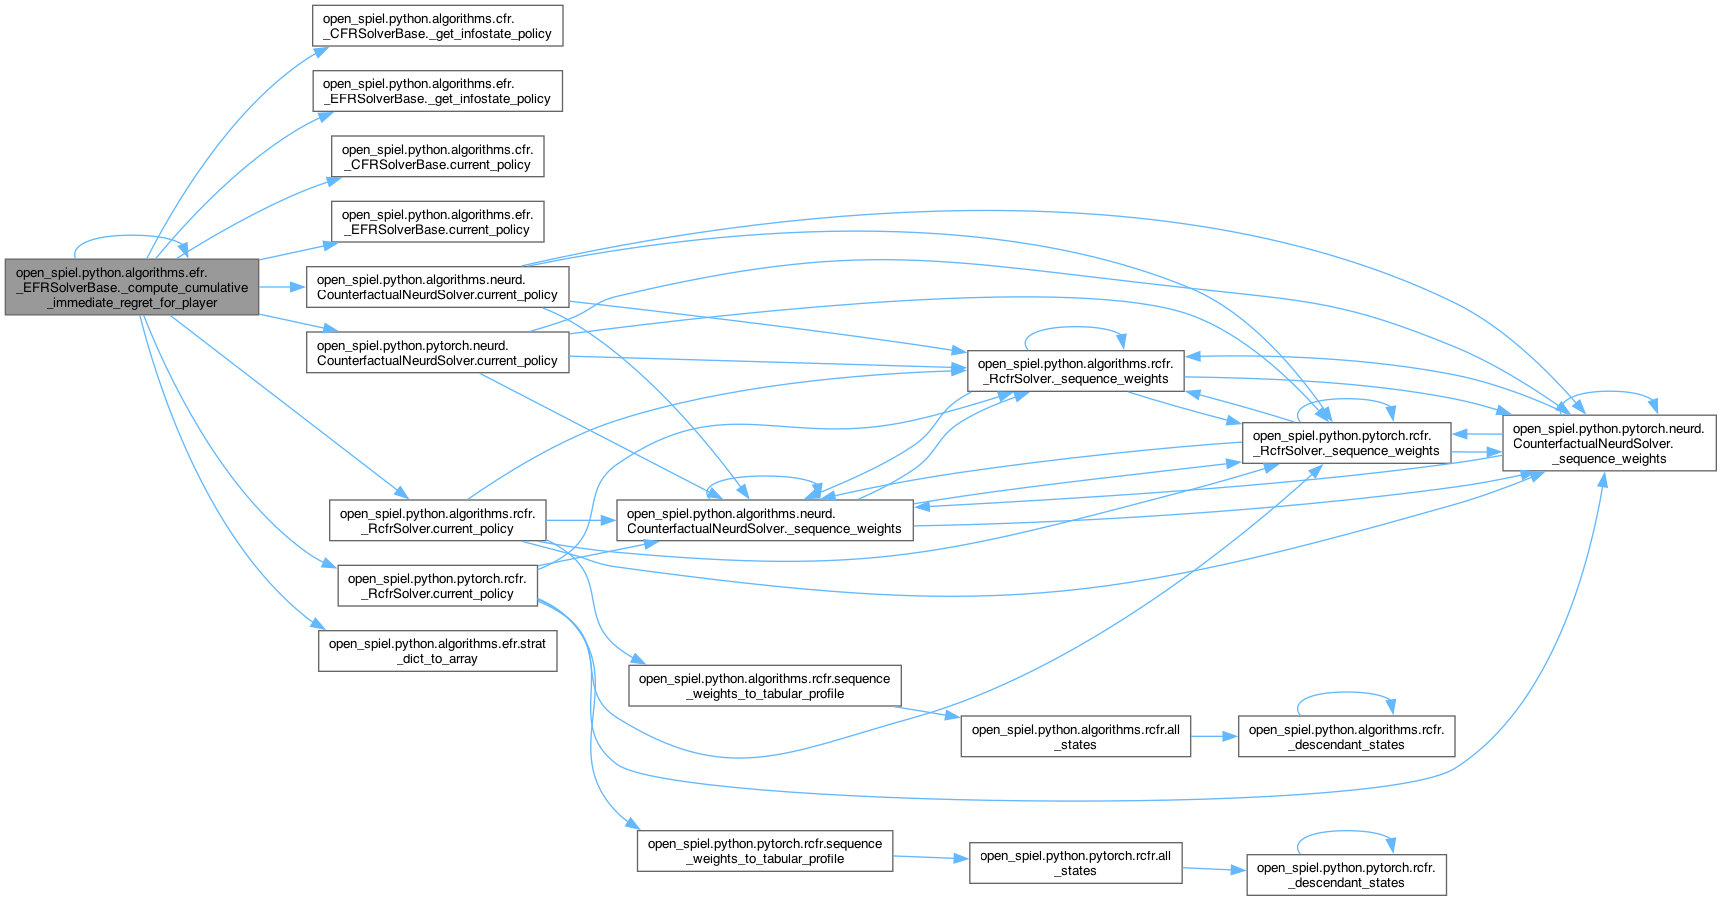 open_spiel.python.algorithms.cfr.
_CFRSolverBase._get_infostate_policy
open_spiel.python.algorithms.efr.
_EFRSolverBase._get_infostate_policy
open_spiel.python.algorithms.cfr.
_CFRSolverBase.current_policy
open_spiel.python.algorithms.efr.
_EFRSolverBase.current_policy
open_spiel.python.algorithms.efr.
_EFRSolverBase._compute_cumulative
_immediate_regret_for_player
open_spiel.python.algorithms.neurd.
CounterfactualNeurdSolver.current_policy
open_spiel.python.pytorch.neurd.
CounterfactualNeurdSolver.current_policy
open_spiel.python.algorithms.rcfr.
_RcfrSolver._sequence_weights
open_spiel.python.pytorch.rcfr.
_RcfrSolver._sequence_weights
open_spiel.python.pytorch.neurd.
CounterfactualNeurdSolver.
_sequence_weights
open_spiel.python.algorithms.rcfr.
_RcfrSolver.current_policy
open_spiel.python.algorithms.neurd.
CounterfactualNeurdSolver._sequence_weights
open_spiel.python.pytorch.rcfr.
_RcfrSolver.current_policy
open_spiel.python.algorithms.efr.strat
_dict_to_array
open_spiel.python.algorithms.rcfr.sequence
_weights_to_tabular_profile
open_spiel.python.algorithms.rcfr.all
_states
open_spiel.python.algorithms.rcfr.
_descendant_states
open_spiel.python.pytorch.rcfr.sequence
_weights_to_tabular_profile
open_spiel.python.pytorch.rcfr.all
_states
open_spiel.python.pytorch.rcfr.
_descendant_states